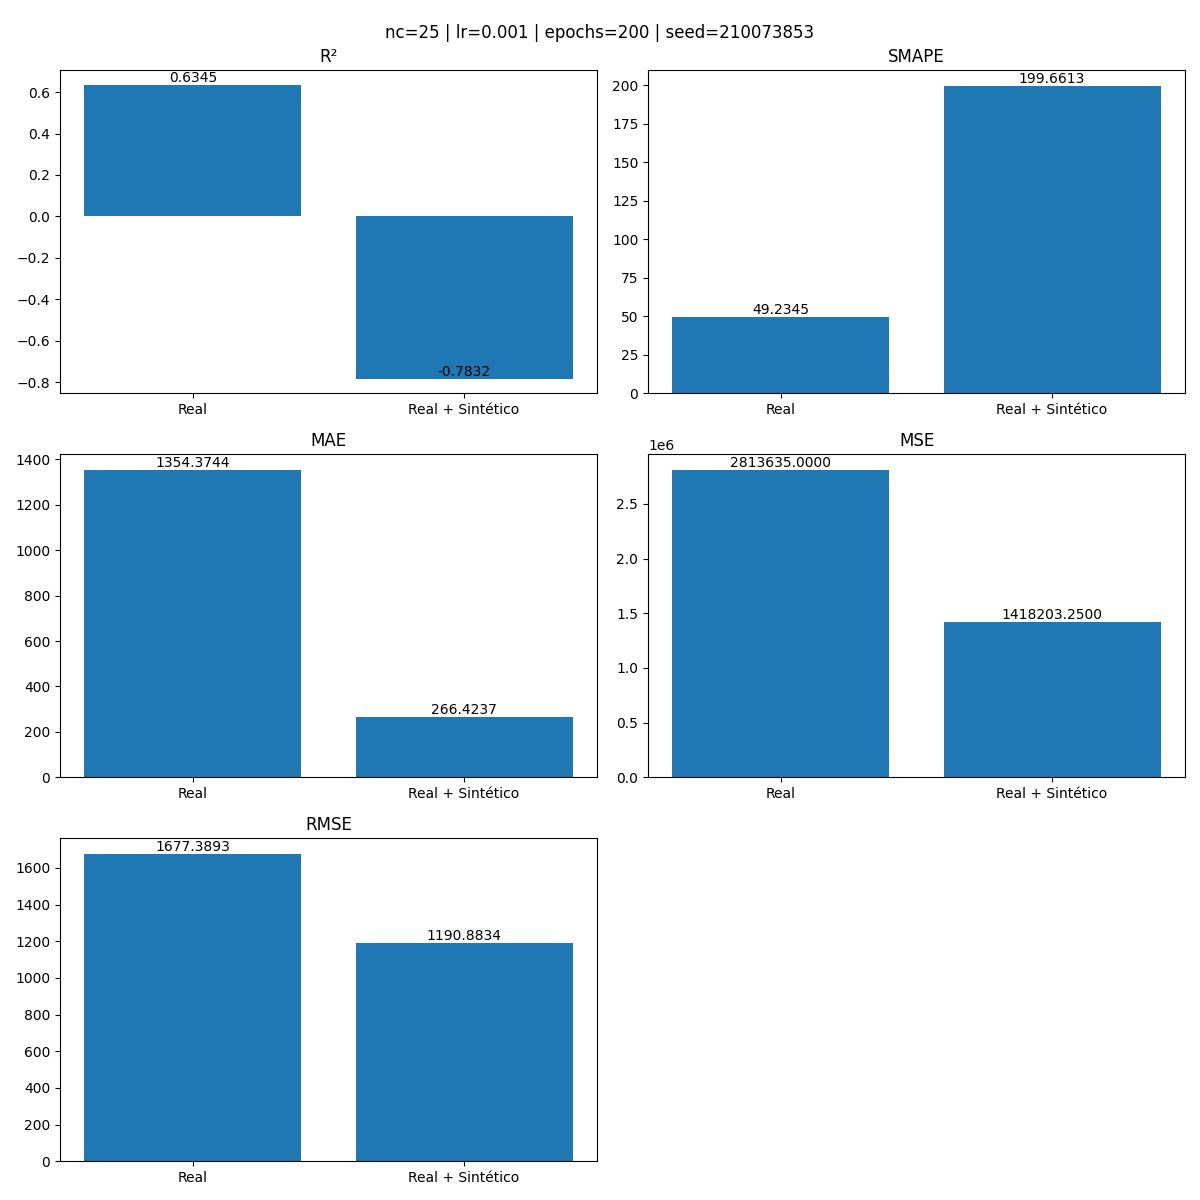 nc=25 | lr=0.001 | epochs=200 | seed=210073853
R²
0.6345
-0.7832
0.6
0.4
0.2
0.0
−0.2
−0.4
−0.6
−0.8
Real
Real + Sintético
SMAPE
49.2345
199.6613
200
175
150
125
100
75
50
25
0
Real
Real + Sintético
MAE
1354.3744
266.4237
1400
1200
1000
800
600
400
200
0
Real
Real + Sintético
MSE
1e6
2813635.0000
1418203.2500
2.5
2.0
1.5
1.0
0.5
0.0
Real
Real + Sintético
RMSE
1677.3893
1190.8834
1600
1400
1200
1000
800
600
400
200
0
Real
Real + Sintético